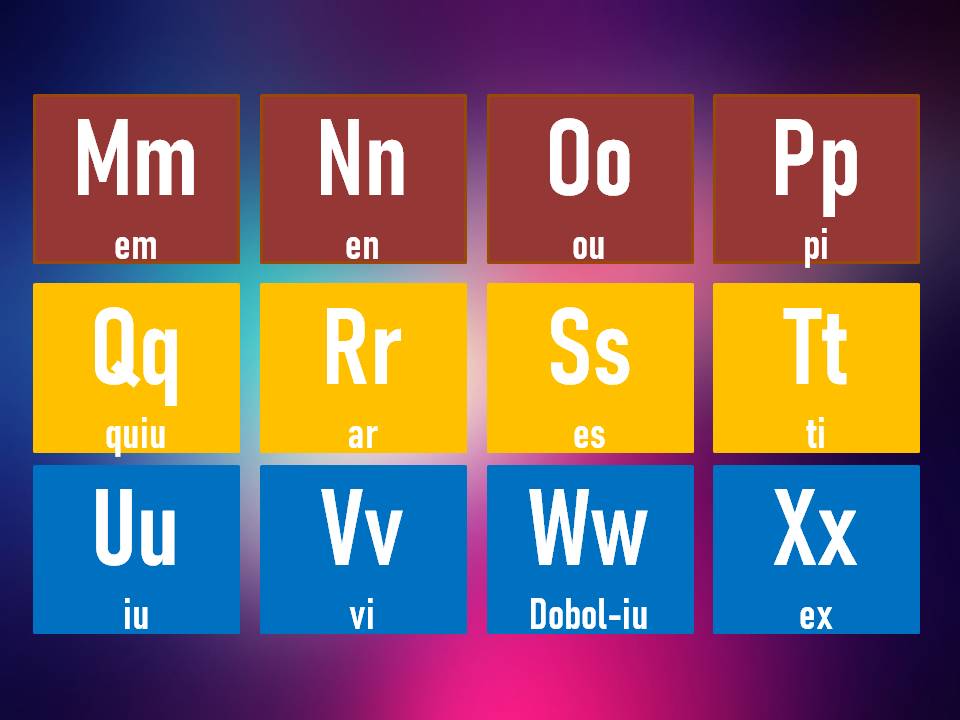 Mm
em
Nn
en
Oo
ou
Pp
pi
Qq
quiu
Rr
ar
Ss
es
Tt
ti
Uu
iu
Vv
vi
Ww
Dobol-iu
Xx
ex